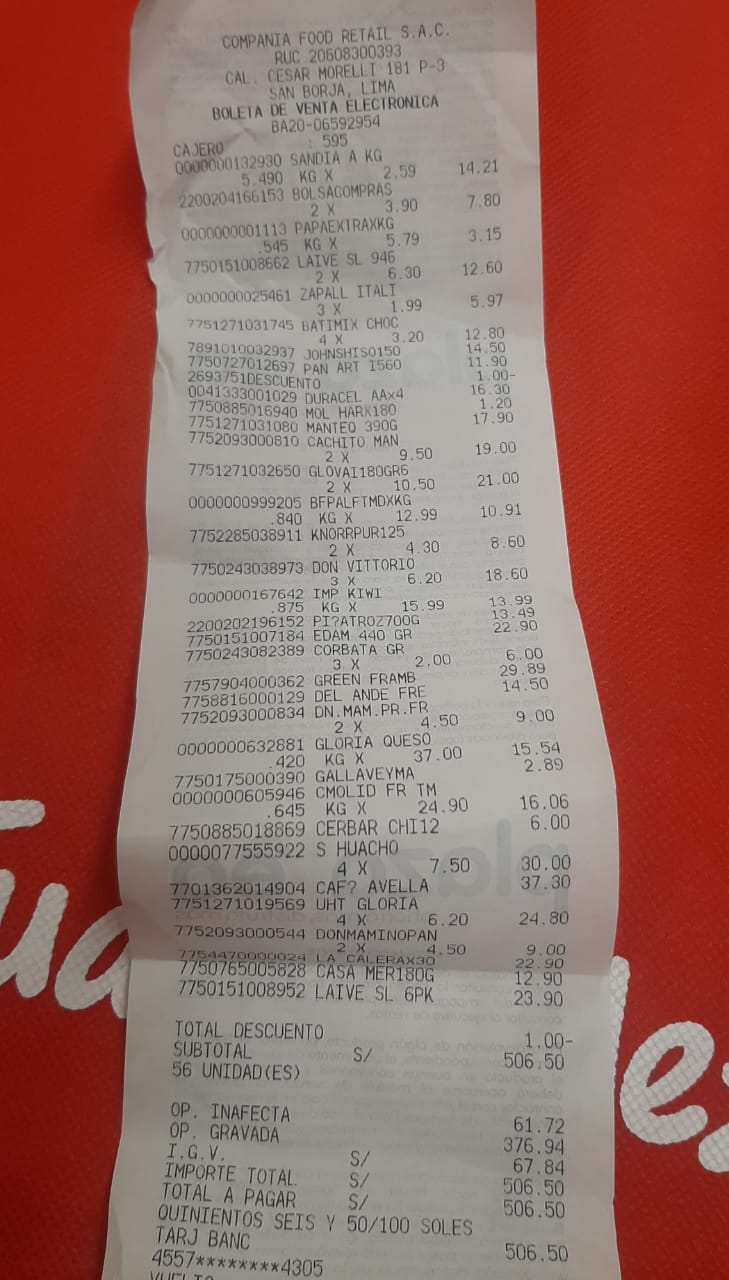 COMPANIA FOOD RETAIL S.A.C.
RUC 20608300393
CAL. CESAR MORELLI 181 P-3
SAN BORJA, LIMA
BOLETA DE VENTA ELECTRONICA
BA20-06592954
CAJERO : 595
0000000132930 SANDIA A KG
5.490 KG X 2.59 14.21
2200204166153 BOLSACOMPRAS
2 X 3.90 7.80
0000000001113 PAPAEXTRAXKG
.545 KG X 5.79 3.15
7750151008662 LAIVE SL 946
2 X 6.30 12.60
0000000025461 ZAPALL ITALI
3 X 1.99 5.97
7751271031745 BATIMIX CHOC
4 X 3.20 12.80
7891010032937 JOHNSHISO150 14.50
7750727012697 PAN ART I560 11.90
2693751DESCUENTO 1.00-
0041333001029 DURACEL AAx4 16.30
7750885016940 MOL HARX180 1.20
7751271031080 MANTEQ 390G 17.90
7752093000810 CACHITO MAN
2 X 9.50 19.00
7751271032650 GLOVAI180GR6
2 X 10.50 21.00
0000000999205 BFPALFTMDXKG
.840 KG X 12.99 10.91
7752285038911 KNORRPUR125
2 X 4.30 8.60
7750243038973 DON VITTORIO
3 X 6.20 18.60
0000000167642 IMP KIWI
.875 KG X 15.99 13.99
2200202196152 PI?ATROZ700G 13.49
7750151007184 EDAM 440 GR 22.90
7750243082389 CORBATA GR
3 X 2.00 6.00
7757904000362 GREEN FRAMB 29.89
7758816000129 DEL ANDE FRE 14.50
7752093000834 DN.MAM.PR.FR
2 X 4.50 9.00
0000000632881 GLORIA QUESO
.420 KG X 37.00 15.54
7750175000390 GALLAVEYMA 2.89
0000000605946 CMOLID FR TM
.645 KG X 24.90 16.06
7750885018869 CERBAR CHI12 6.00
0000077555922 S HUACHO
4 X 7.50 30.00
7701362014904 CAF? AVELLA 37.30
7751271019569 UHT GLORIA
4 X 6.20 24.80
7752093000544 DONMAMINOPAN
2 X 4.50 9.00
7754470000024 LA CALERAX30 22.90
7750765005828 CASA MER180G 12.90
7750151008952 LAIVE SL 6PK 23.90
TOTAL DESCUENTO 1.00-
SUBTOTAL S/ 506.50
56 UNIDAD(ES)
OP. INAFECTA 61.72
OP. GRAVADA 376.94
I.G.V. S/ 67.84
IMPORTE TOTAL S/ 506.50
TOTAL A PAGAR S/ 506.50
QUINIENTOS SEIS Y 50/100 SOLES
TARJ BANC 506.50
4557********4305
VUELTO